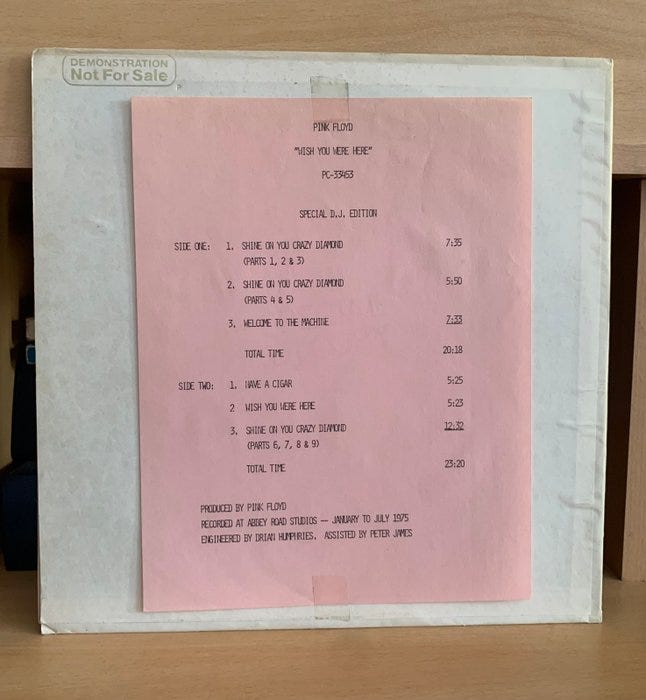 DEMONSTRATION
Not For Sale
PINK FLOYD
"WISH YOU WERE HERE"
PC-33453
SPECIAL D.J. EDITION
SIDE ONE: 1. SHINE ON YOU CRAZY DIAMOND 7:35
(PARTS 1, 2 & 3)
2. SHINE ON YOU CRAZY DIAMOND 5:50
(PARTS 4 & 5)
3. WELCOME TO THE MACHINE 7:33
TOTAL TIME 20:18
SIDE TWO: 1. HAVE A CIGAR 5:25
2 WISH YOU WERE HERE 5:23
3. SHINE ON YOU CRAZY DIAMOND 12:32
(PARTS 6, 7, 8 & 9)
TOTAL TIME 23:20
PRODUCED BY PINK FLOYD
RECORDED AT ABBEY ROAD STUDIOS -- JANUARY TO JULY 1975
ENGINEERED BY BRIAN HUMPHRIES. ASSISTED BY PETER JAMES